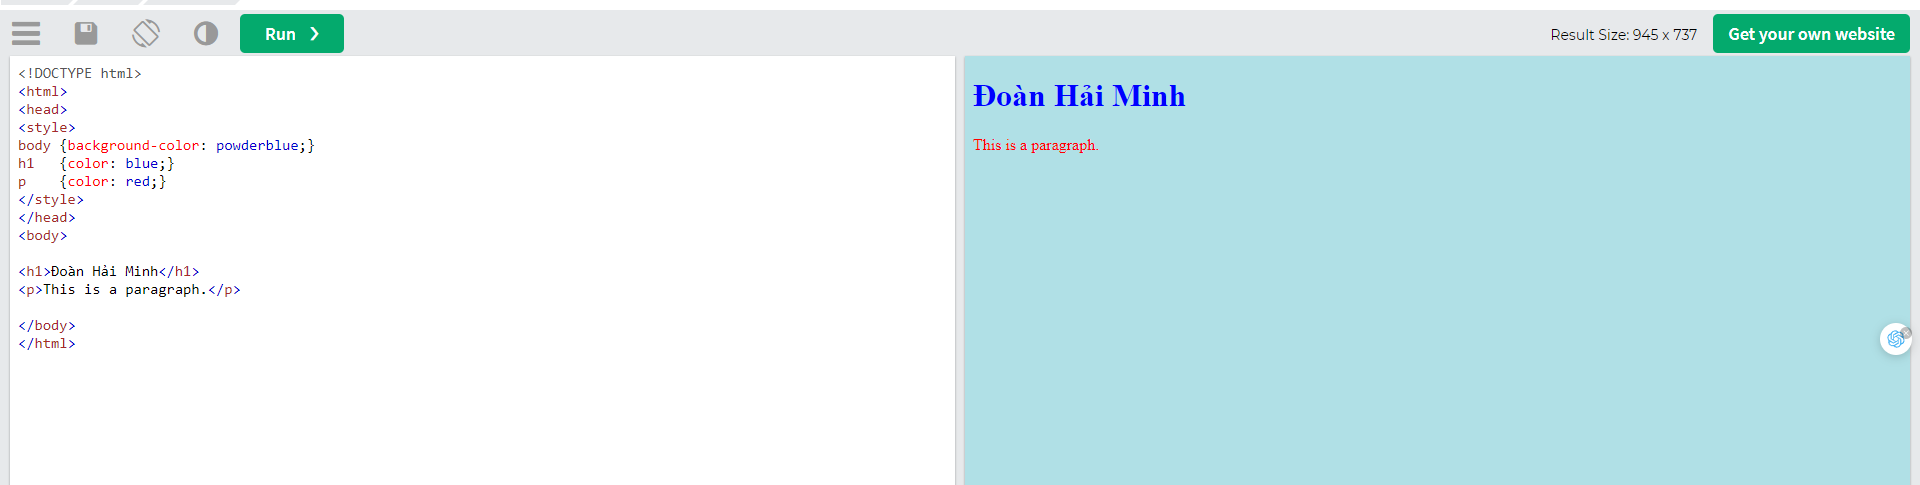 Run ❯
Result Size: 945 x 737
Get your own website
<!DOCTYPE html>
<html>
<head>
<style>
body {background-color: powderblue;}
h1   {color: blue;}
p    {color: red;}
</style>
</head>
<body>
<h1>Đoàn Hải Minh</h1>
<p>This is a paragraph.</p>
</body>
</html>
Đoàn Hải Minh
This is a paragraph.